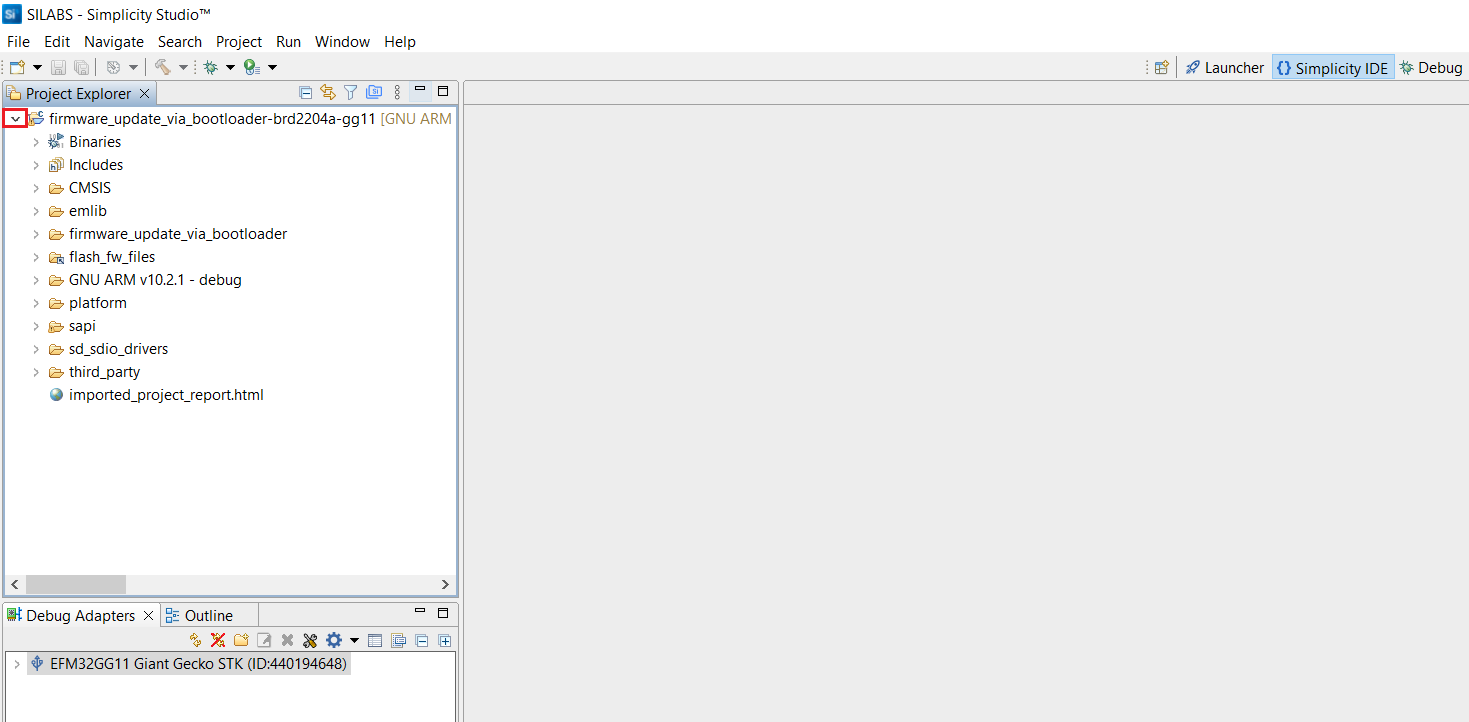 SILABS - Simplicity Studio™
File Edit Navigate Search Project Run Window Help
Launcher Simplicity IDE Debug
Project Explorer
firmware_update_via_bootloader-brd2204a-gg11 [GNU ARM
Binaries
Includes
CMSIS
emlib
firmware_update_via_bootloader
flash_fw_files
GNU ARM v10.2.1 - debug
platform
sapi
sd_sdio_drivers
third_party
imported_project_report.html
Debug Adapters Outline
EFM32GG11 Giant Gecko STK (ID:440194648)